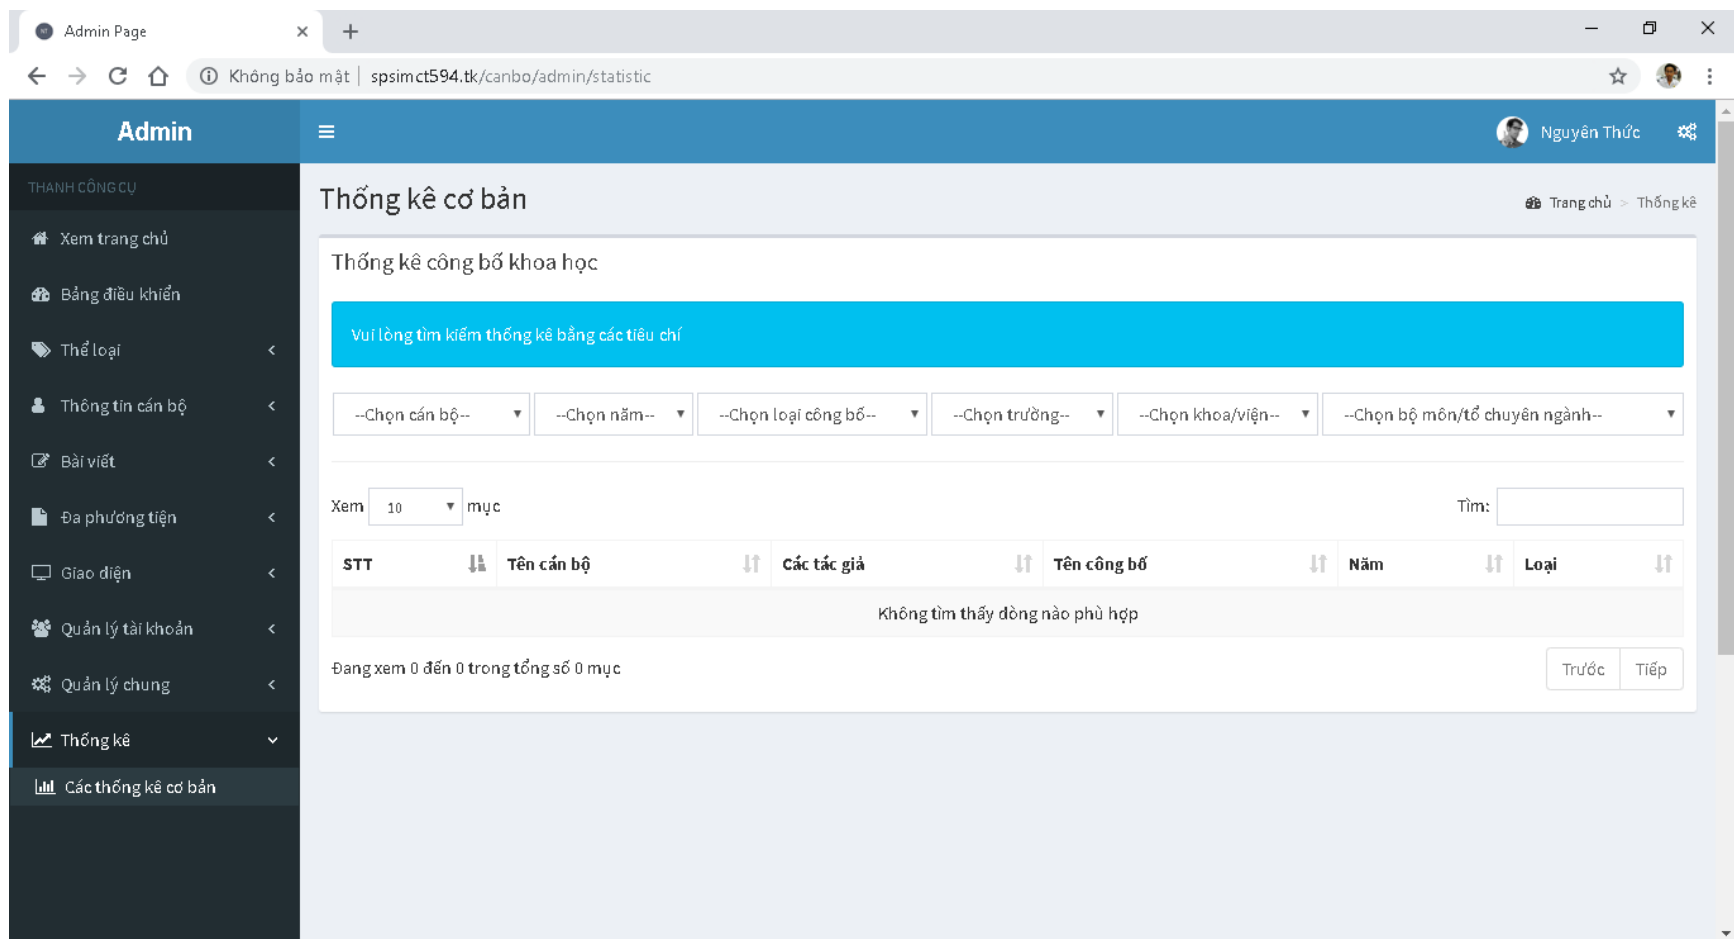 Admin Page
Không bảo mật | spsimct594.tk/canbo/admin/statistic
Admin
Nguyên Thức
THANH CÔNG CỤ
Thống kê cơ bản
Trang chủ > Thống kê
Xem trang chủ
Bảng điều khiển
Thể loại
Thông tin cán bộ
Bài viết
Đa phương tiện
Giao diện
Quản lý tài khoản
Quản lý chung
Thống kê
Các thống kê cơ bản
Thống kê công bố khoa học
Vui lòng tìm kiếm thống kê bằng các tiêu chí
--Chọn cán bộ-- --Chọn năm-- --Chọn loại công bố-- --Chọn trường-- --Chọn khoa/viện-- --Chọn bộ môn/tổ chuyên ngành--
Xem 10 mục Tìm:
STT Tên cán bộ Các tác giả Tên công bố Năm Loại
Không tìm thấy dòng nào phù hợp
Đang xem 0 đến 0 trong tổng số 0 mục
Trước Tiếp